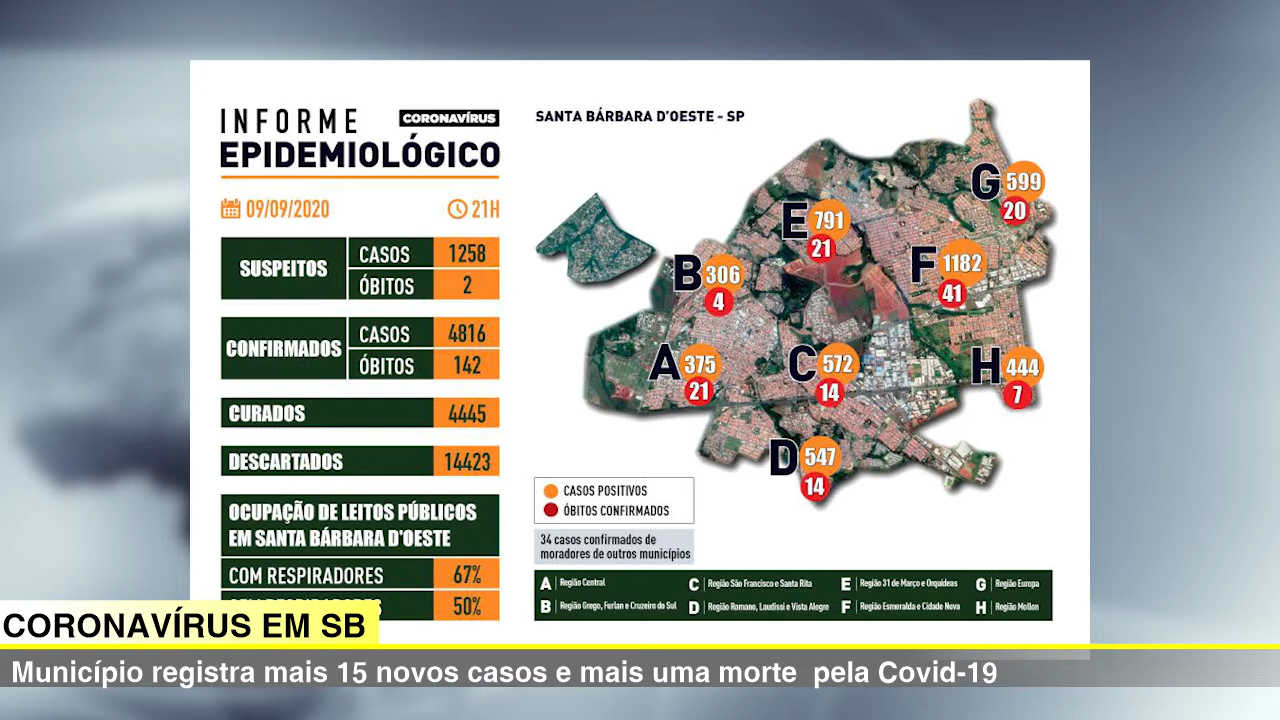 INFORME
CORONAVÍRUS
EPIDEMIOLÓGICO
09/09/2020 21H
SUSPEITOS
CASOS 1258
ÓBITOS 2
CONFIRMADOS
CASOS 4816
ÓBITOS 142
CURADOS 4445
DESCARTADOS 14423
OCUPAÇÃO DE LEITOS PÚBLICOS
EM SANTA BÁRBARA D'OESTE
COM RESPIRADORES 67%
50%
SANTA BÁRBARA D'OESTE - SP
G 599
20
E 791
21
F 1182
41
B 306
4
A 375
21
C 572
14
H 444
7
D 547
14
CASOS POSITIVOS
ÓBITOS CONFIRMADOS
34 casos confirmados de
moradores de outros municípios
A Região Central
B Região Grego, Furlan e Cruzeiro do Sul
C Região São Francisco e Santa Rita
D Região Romano, Laudissi e Vista Alegre
E Região 31 de Março e Orquídeas
F Região Esmeralda e Cidade Nova
G Região Europa
H Região Mollon
CORONAVÍRUS EM SB
Município registra mais 15 novos casos e mais uma morte pela Covid-19